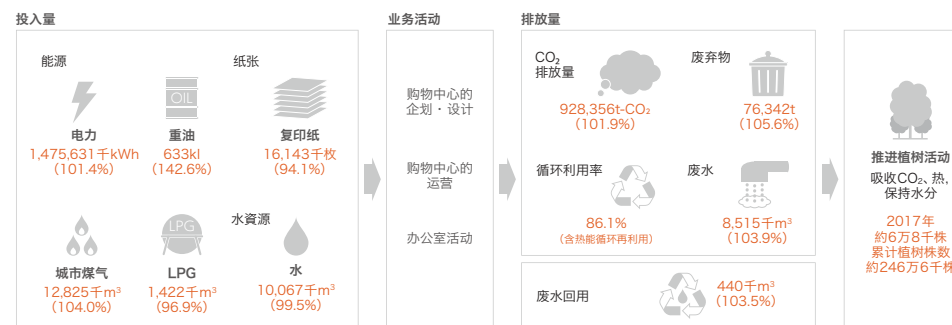 投入量
能源
纸张
OIL
电力
1,475,631千kWh
(101.4%)
重油
633kl
(142.6%)
复印纸
16,143千枚
(94.1%)
水資源
LPG
城市煤气
12,825千m³
(104.0%)
LPG
1,422千m³
(96.9%)
水
10,067千m³
(99.5%)
业务活动
购物中心的
企划・设计
购物中心的
运营
办公室活动
排放量
CO₂
排放量
928,356t-CO₂
(101.9%)
废弃物
76,342t
(105.6%)
循环利用率
86.1%
(含热能循环再利用)
废水
8,515千m³
(103.9%)
废水回用
440千m³
(103.5%)
推进植树活动
吸收CO₂、热，
保持水分
2017年
約6万8千株
累计植树株数
約246万6千株